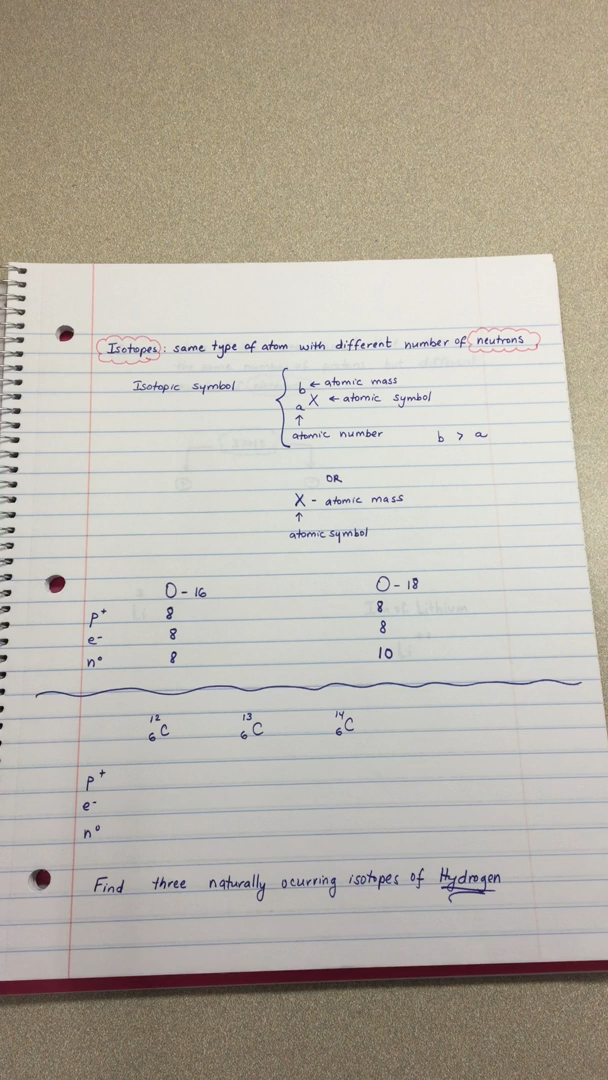 Isotopes: same type of atom with different number of neutrons
Isotopic symbol
b ← atomic mass
a X ← atomic symbol
↑
atomic number b > a
OR
X - atomic mass
↑
atomic symbol
O - 16 O - 18
p+ 8 8
e- 8 8
n° 8 10
12 13 14
6 C 6 C 6 C
p+
e-
n°
Find three naturally ocurring isotopes of Hydrogen